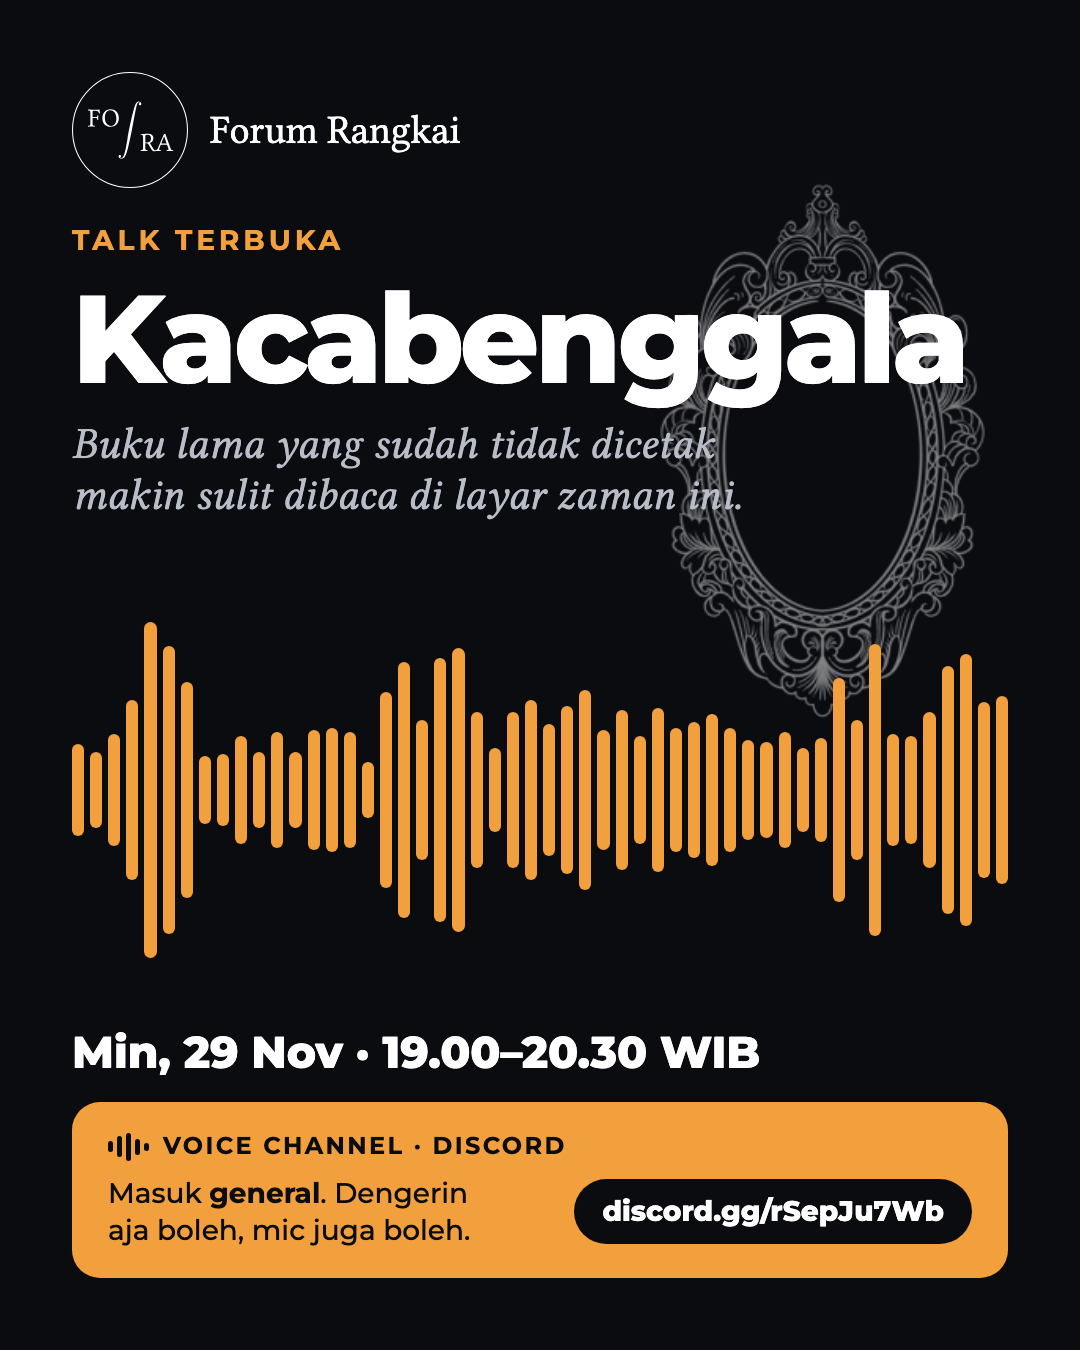 FO
RA
Forum Rangkai
TALK TERBUKA
Kacabenggala
Buku lama yang sudah tidak dicetak
makin sulit dibaca di layar zaman ini.
Min, 29 Nov · 19.00–20.30 WIB
VOICE CHANNEL · DISCORD
Masuk general. Dengerin
aja boleh, mic juga boleh.
discord.gg/rSepJu7Wb